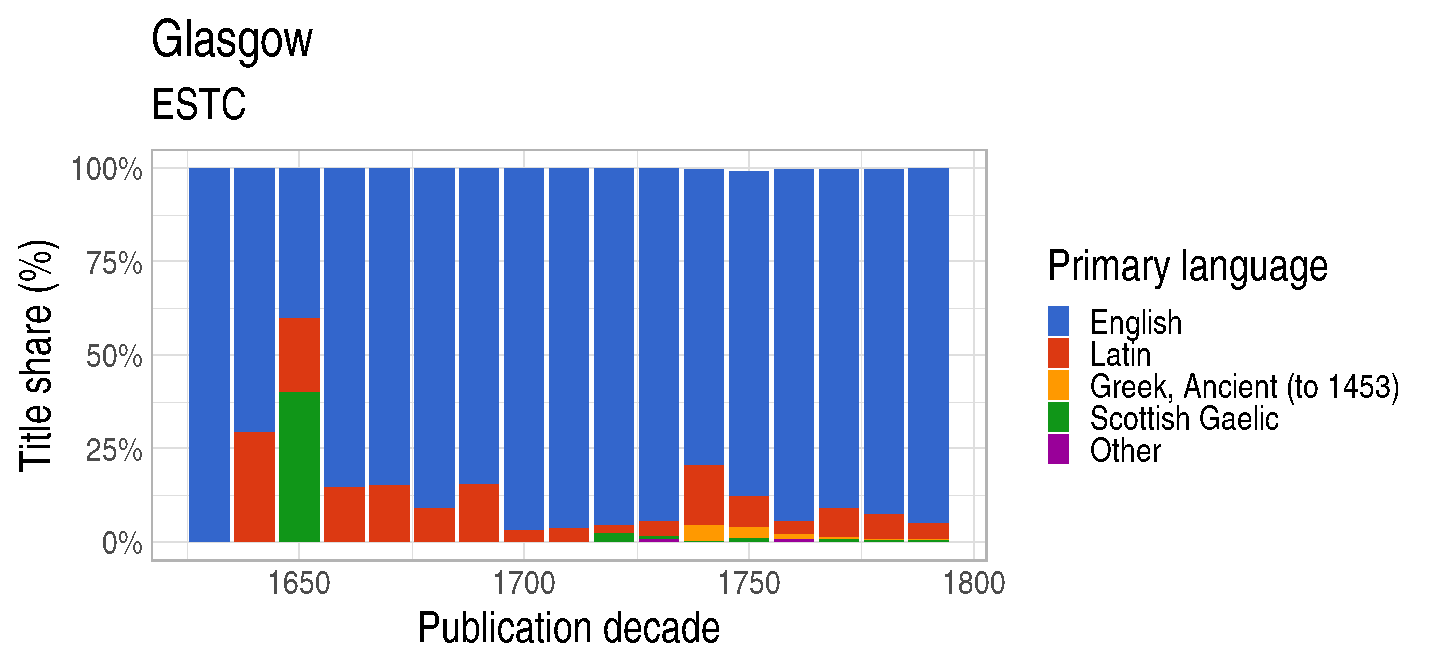 Glasgow
ESTC
100%
75%
50%
25%
0%
Title share (%)
1650
1700
1750
1800
Publication decade
Primary language
English
Latin
Greek, Ancient (to 1453)
Scottish Gaelic
Other